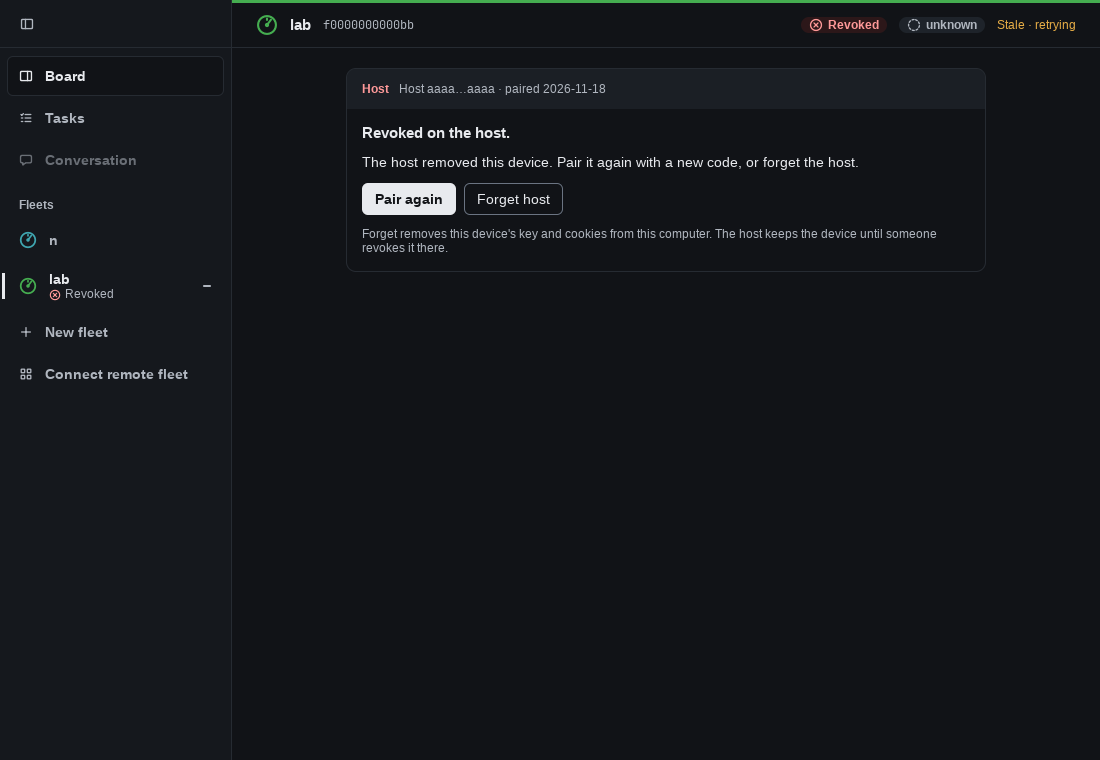 lab f0000000000bb Revoked unknown Stale · retrying
Board
Tasks
Conversation
Fleets
n
lab
Revoked
New fleet
Connect remote fleet
Host Host aaaa…aaaa · paired 2026-11-18
Revoked on the host.
The host removed this device. Pair it again with a new code, or forget the host.
Pair again Forget host
Forget removes this device's key and cookies from this computer. The host keeps the device until someone
revokes it there.